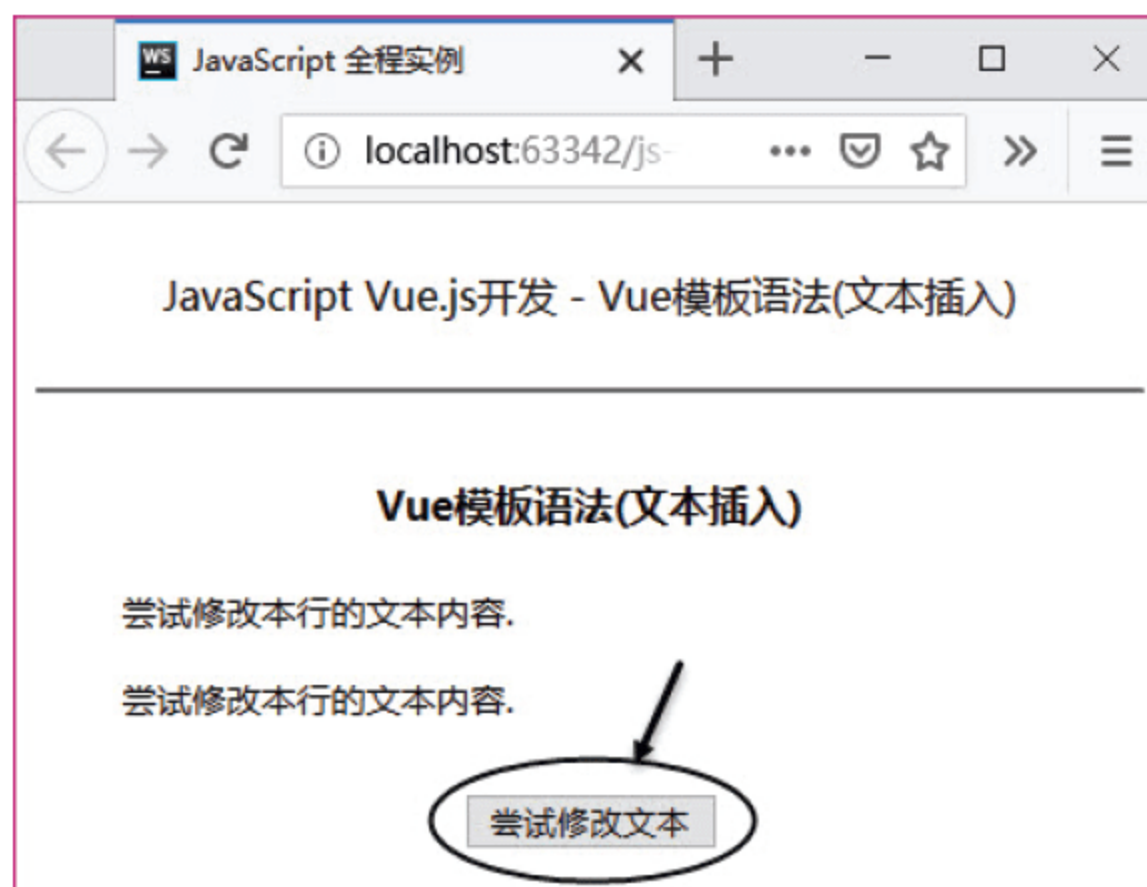 WS JavaScript 全程实例
localhost:63342/js-
JavaScript Vue.js开发 - Vue模板语法(文本插入)
Vue模板语法(文本插入)
尝试修改本行的文本内容.
尝试修改本行的文本内容.
尝试修改文本